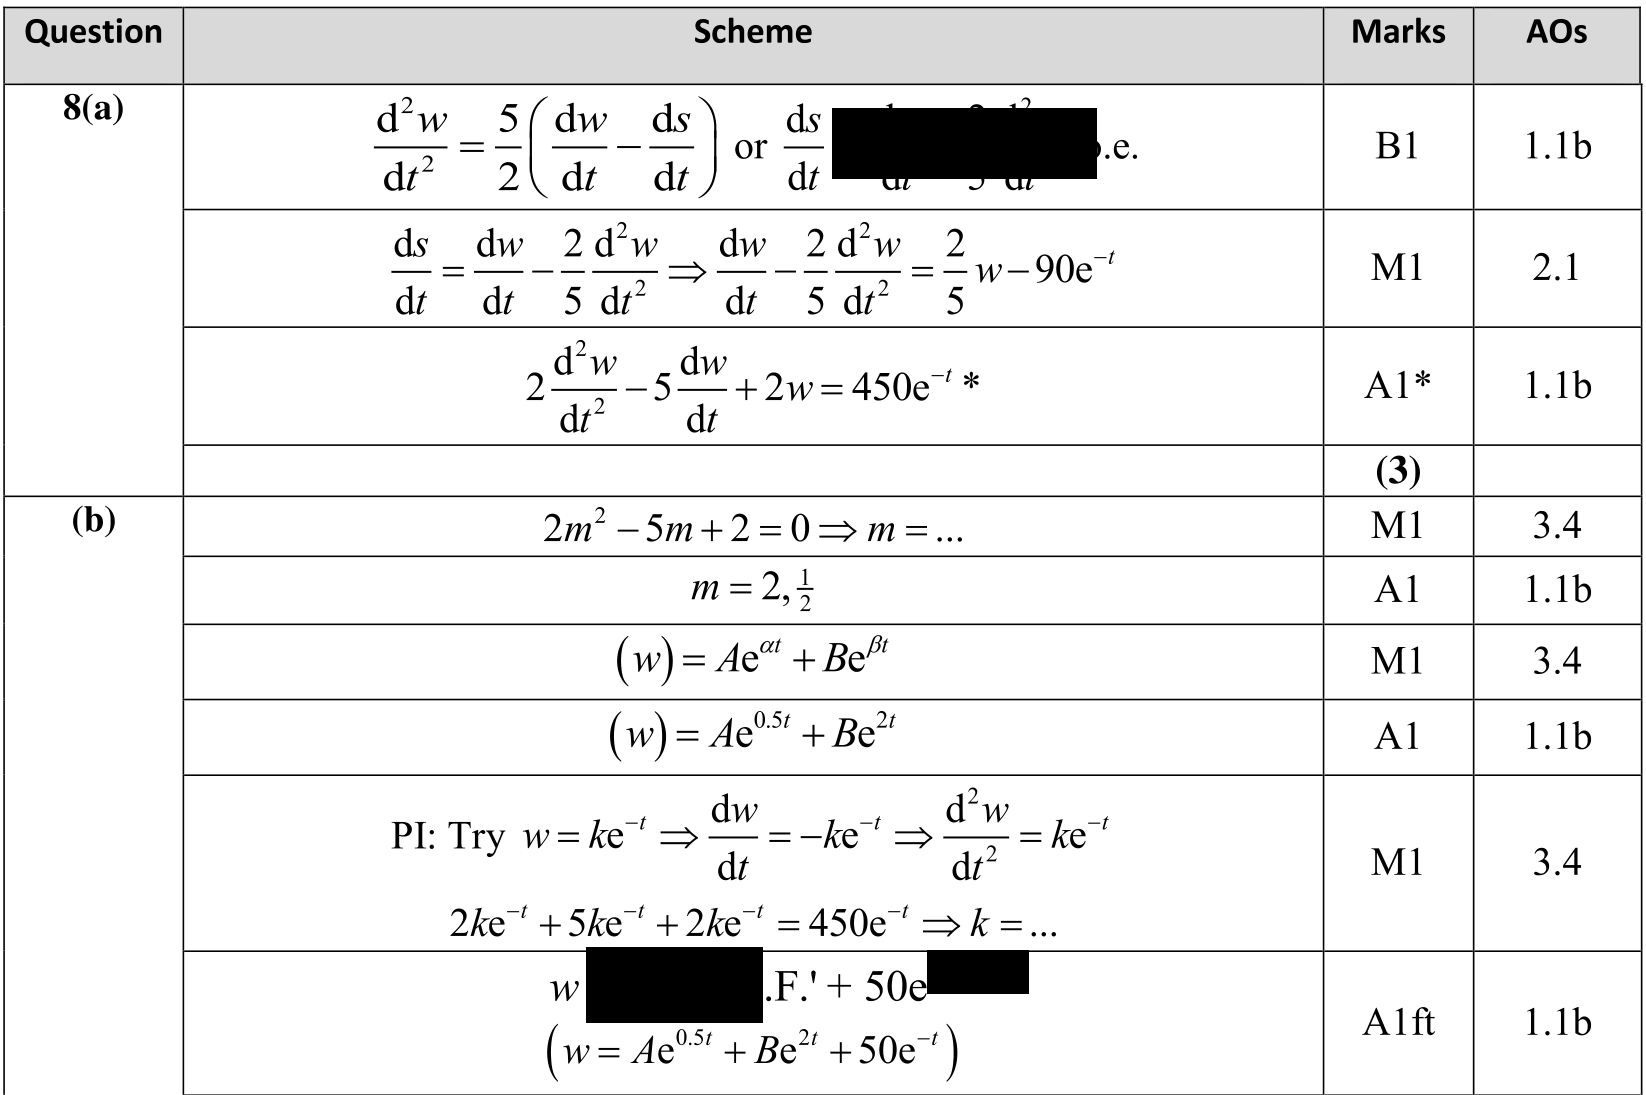 Question Scheme Marks AOs
8(a) d²w/dt² = 5/2 (dw/dt − ds/dt) or ds/dt .e. B1 1.1b
ds/dt = dw/dt − 2/5 d²w/dt² ⇒ dw/dt − 2/5 d²w/dt² = 2/5 w − 90e⁻ᵗ M1 2.1
2 d²w/dt² − 5 dw/dt + 2w = 450e⁻ᵗ * A1* 1.1b
(3)
(b) 2m² − 5m + 2 = 0 ⇒ m = ... M1 3.4
m = 2, ½ A1 1.1b
(w) = Ae^{αt} + Be^{βt} M1 3.4
(w) = Ae^{0.5t} + Be^{2t} A1 1.1b
PI: Try w = ke⁻ᵗ ⇒ dw/dt = −ke⁻ᵗ ⇒ d²w/dt² = ke⁻ᵗ M1 3.4
2ke⁻ᵗ + 5ke⁻ᵗ + 2ke⁻ᵗ = 450e⁻ᵗ ⇒ k = ...
w .F.' + 50e
(w = Ae^{0.5t} + Be^{2t} + 50e⁻ᵗ) A1ft 1.1b